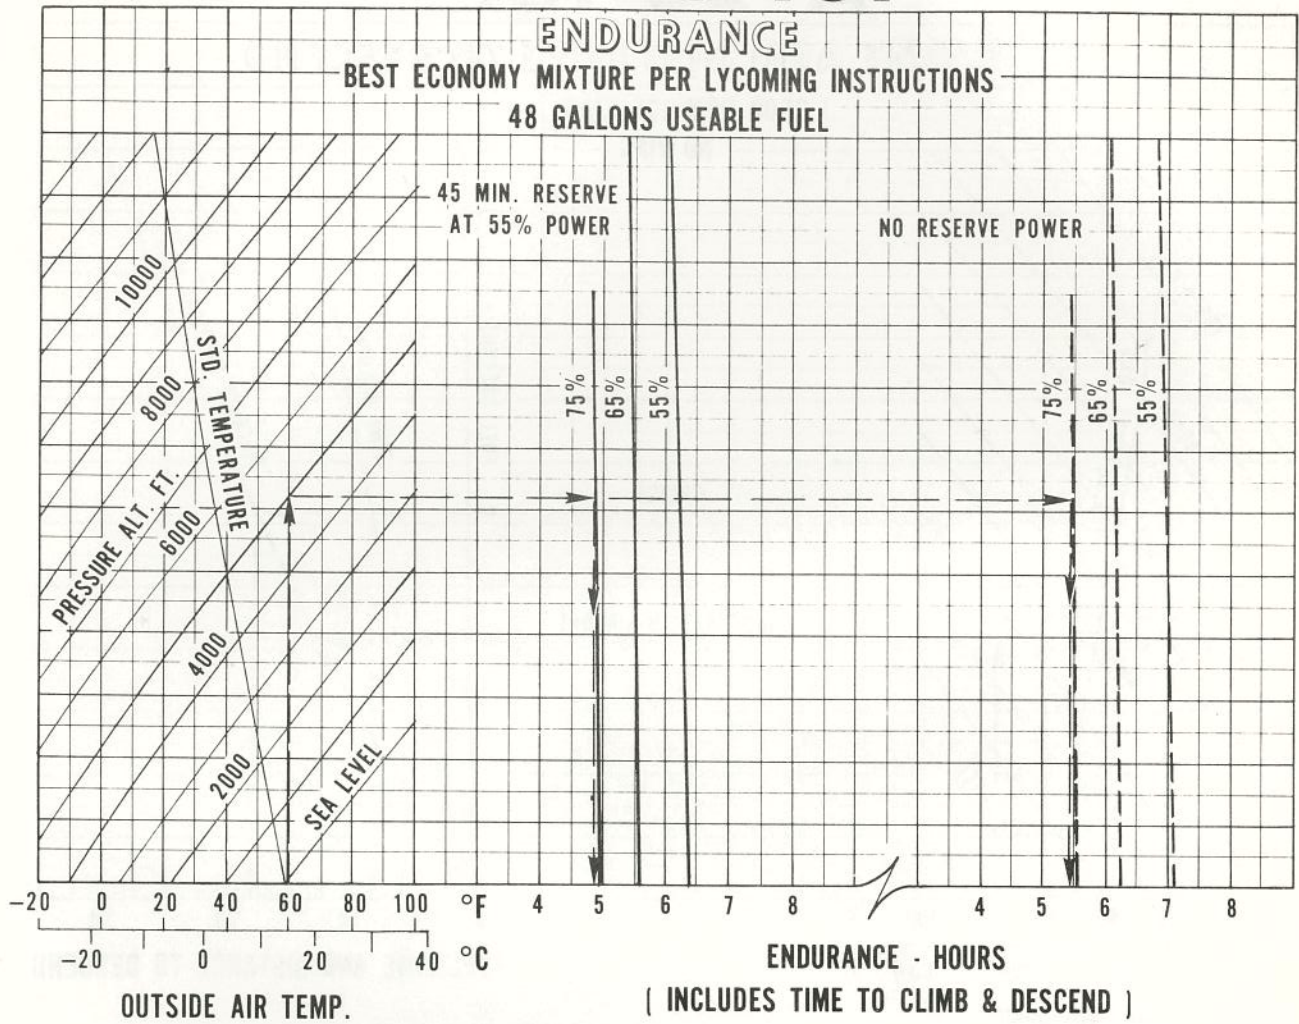 ENDURANCE
BEST ECONOMY MIXTURE PER LYCOMING INSTRUCTIONS
48 GALLONS USEABLE FUEL
45 MIN. RESERVE
AT 55% POWER
NO RESERVE POWER
10000
8000
6000
4000
2000
SEA LEVEL
STD. TEMPERATURE
PRESSURE ALT. FT.
75%
65%
55%
75%
65%
55%
-20 0 20 40 60 80 100 °F
-20 0 20 40 °C
OUTSIDE AIR TEMP.
4 5 6 7 8
4 5 6 7 8
ENDURANCE - HOURS
( INCLUDES TIME TO CLIMB & DESCEND )